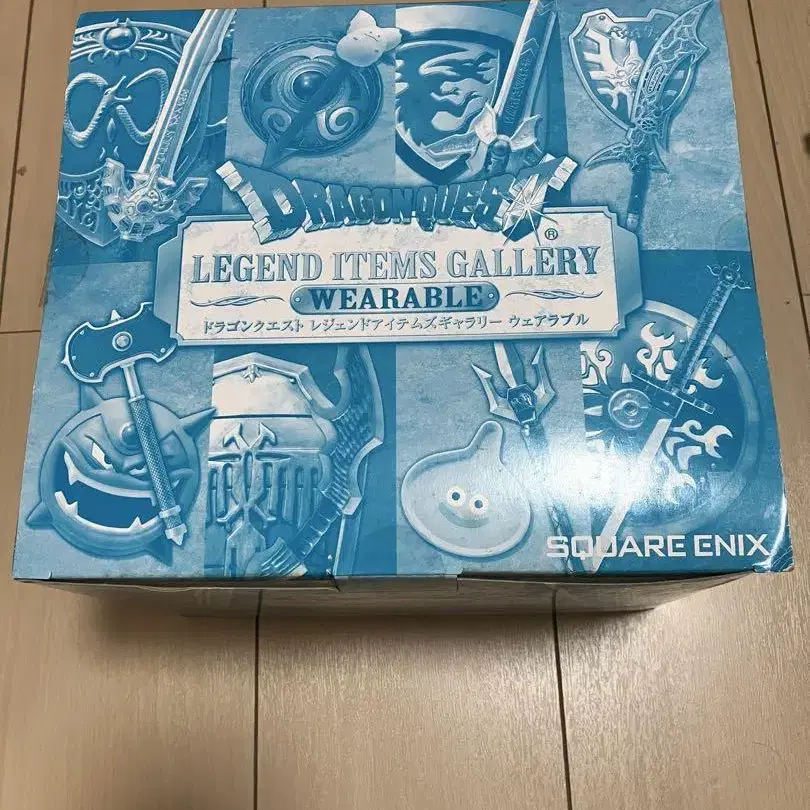 DRAGON QUEST®
LEGEND ITEMS GALLERY
WEARABLE
ドラゴンクエスト レジェンドアイテムズギャラリー ウェアラブル
SQUARE ENIX